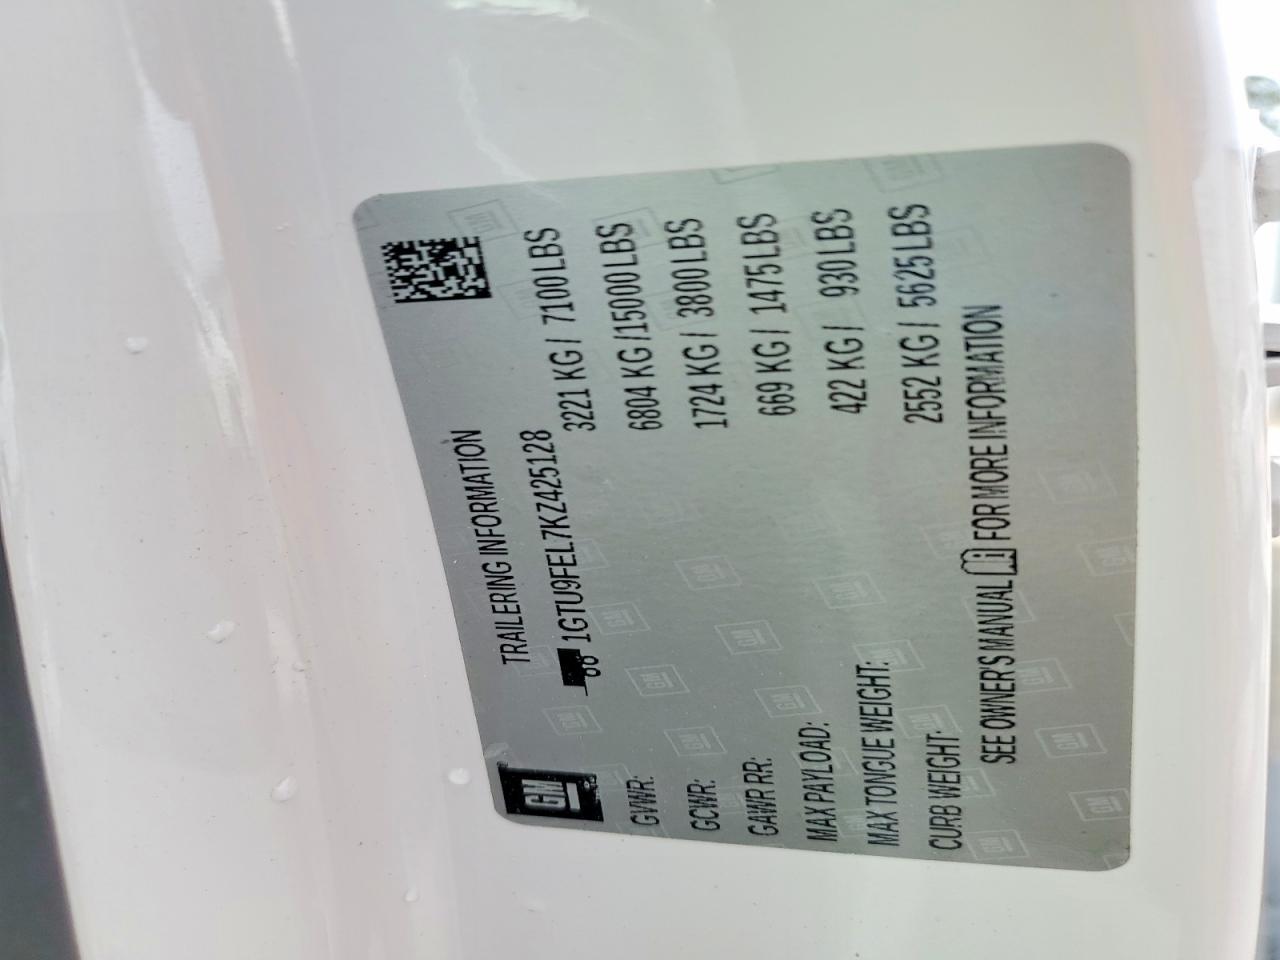 GM
TRAILERING INFORMATION
1GTU9FEL7KZ425128
GVWR: 3221 KG / 7100 LBS
GCWR: 6804 KG /15000 LBS
GAWR RR: 1724 KG / 3800 LBS
MAX PAYLOAD: 669 KG / 1475 LBS
MAX TONGUE WEIGHT: 422 KG / 930 LBS
CURB WEIGHT: 2552 KG / 5625 LBS
SEE OWNER'S MANUAL i FOR MORE INFORMATION